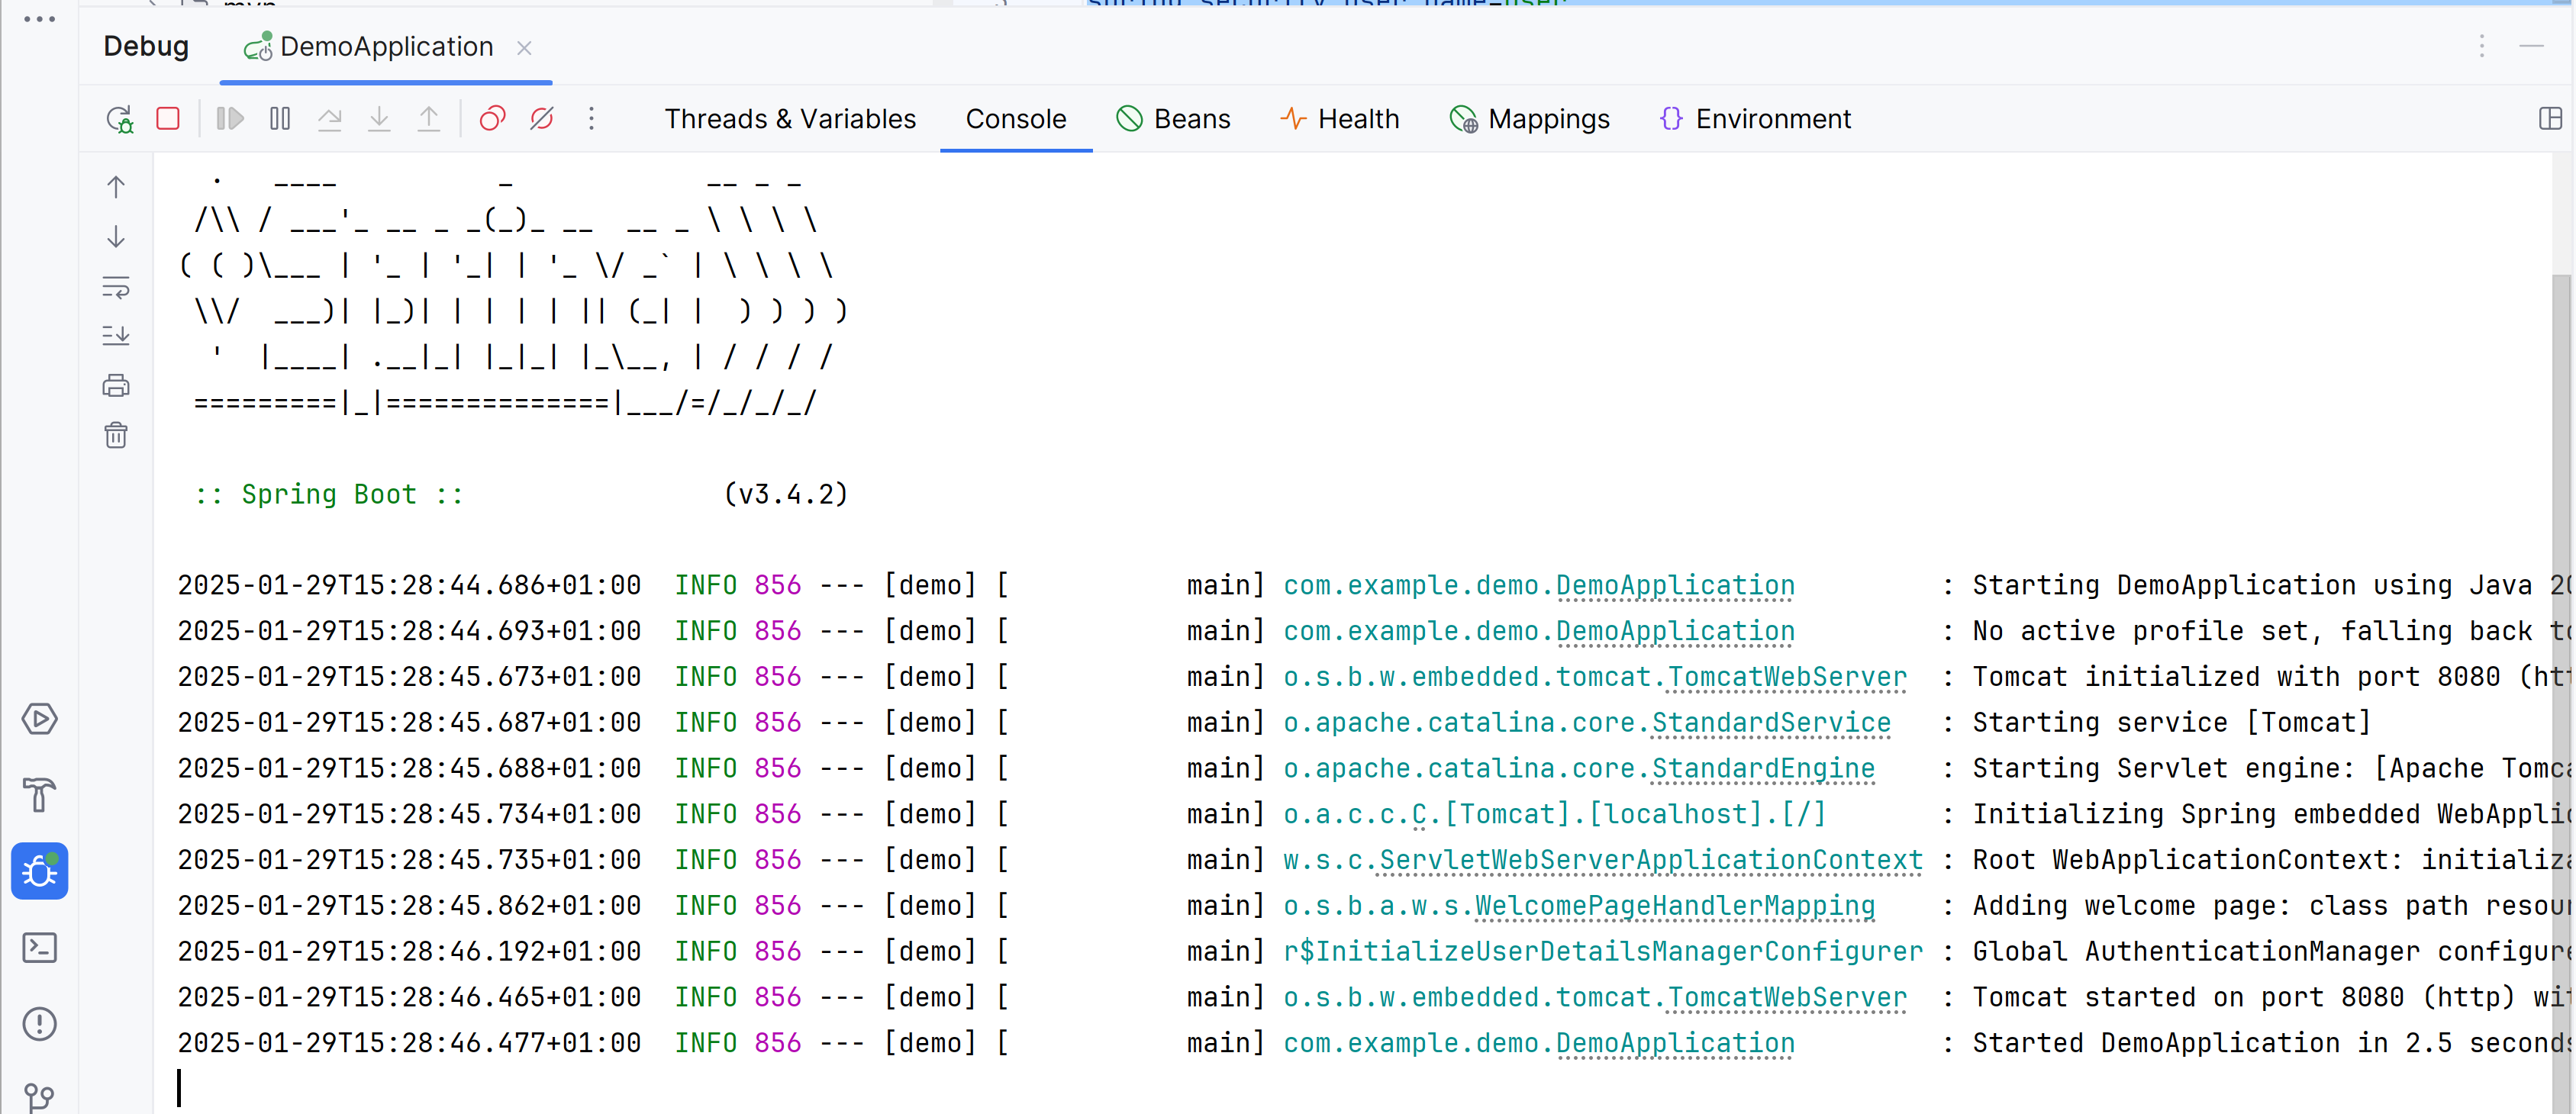 Debug DemoApplication
Threads & Variables Console Beans Health Mappings Environment
  .   ____          _            __ _ _
 /\\ / ___'_ __ _ _(_)_ __  __ _ \ \ \ \
( ( )\___ | '_ | '_| | '_ \/ _` | \ \ \ \
 \\/  ___)| |_)| | | | | || (_| |  ) ) ) )
  '  |____| .__|_| |_|_| |_\__, | / / / /
 =========|_|==============|___/=/_/_/_/
 :: Spring Boot ::                (v3.4.2)
2025-01-29T15:28:44.686+01:00  INFO 856 --- [demo] [           main] com.example.demo.DemoApplication         : Starting DemoApplication using Java
2025-01-29T15:28:44.693+01:00  INFO 856 --- [demo] [           main] com.example.demo.DemoApplication         : No active profile set, falling back
2025-01-29T15:28:45.673+01:00  INFO 856 --- [demo] [           main] o.s.b.w.embedded.tomcat.TomcatWebServer  : Tomcat initialized with port 8080
2025-01-29T15:28:45.687+01:00  INFO 856 --- [demo] [           main] o.apache.catalina.core.StandardService   : Starting service [Tomcat]
2025-01-29T15:28:45.688+01:00  INFO 856 --- [demo] [           main] o.apache.catalina.core.StandardEngine    : Starting Servlet engine: [Apache
2025-01-29T15:28:45.734+01:00  INFO 856 --- [demo] [           main] o.a.c.c.C.[Tomcat].[localhost].[/]       : Initializing Spring embedded
2025-01-29T15:28:45.735+01:00  INFO 856 --- [demo] [           main] w.s.c.ServletWebServerApplicationContext : Root WebApplicationContext:
2025-01-29T15:28:45.862+01:00  INFO 856 --- [demo] [           main] o.s.b.a.w.s.WelcomePageHandlerMapping    : Adding welcome page: class path
2025-01-29T15:28:46.192+01:00  INFO 856 --- [demo] [           main] r$InitializeUserDetailsManagerConfigurer : Global AuthenticationManager
2025-01-29T15:28:46.465+01:00  INFO 856 --- [demo] [           main] o.s.b.w.embedded.tomcat.TomcatWebServer  : Tomcat started on port 8080 (http)
2025-01-29T15:28:46.477+01:00  INFO 856 --- [demo] [           main] com.example.demo.DemoApplication         : Started DemoApplication in 2.5